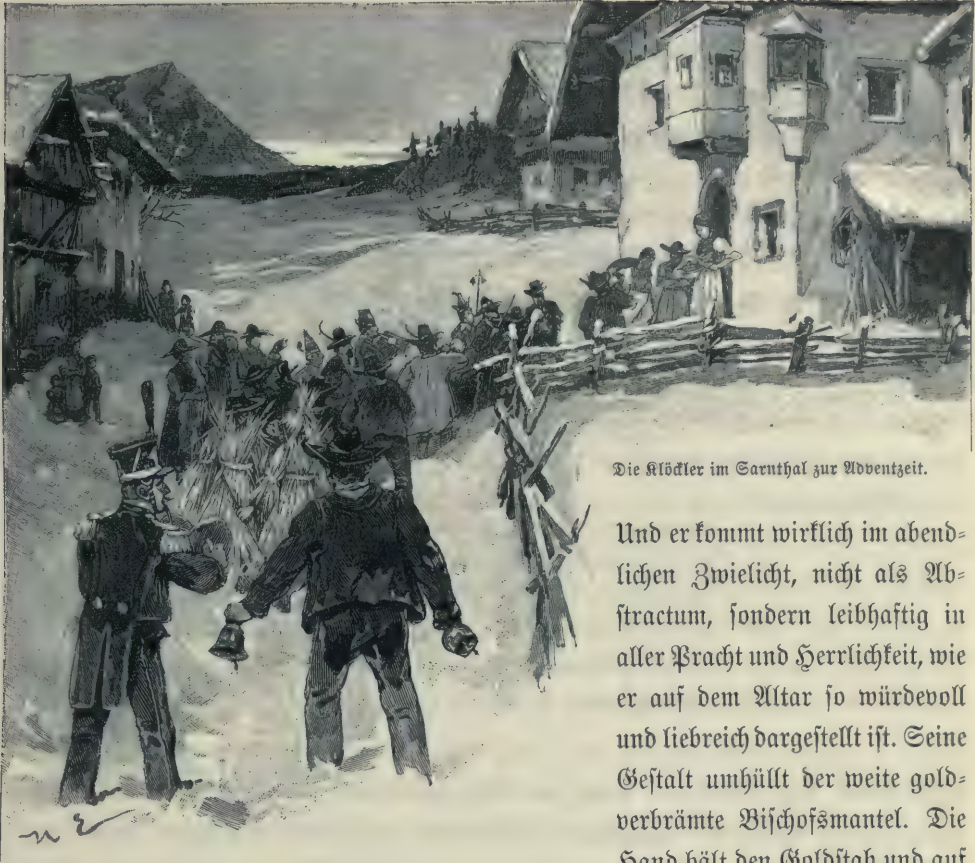 Die Klöckler im Sarnthal zur Adventzeit.
Und er kommt wirklich im abend-
lichen Zwielicht, nicht als Ab-
stractum, sondern leibhaftig in
aller Pracht und Herrlichkeit, wie
er auf dem Altar so würdevoll
und liebreich dargestellt ist. Seine
Gestalt umhüllt der weite gold-
verbrämte Bischofsmantel. Die
Hand hält den Goldstab und auf